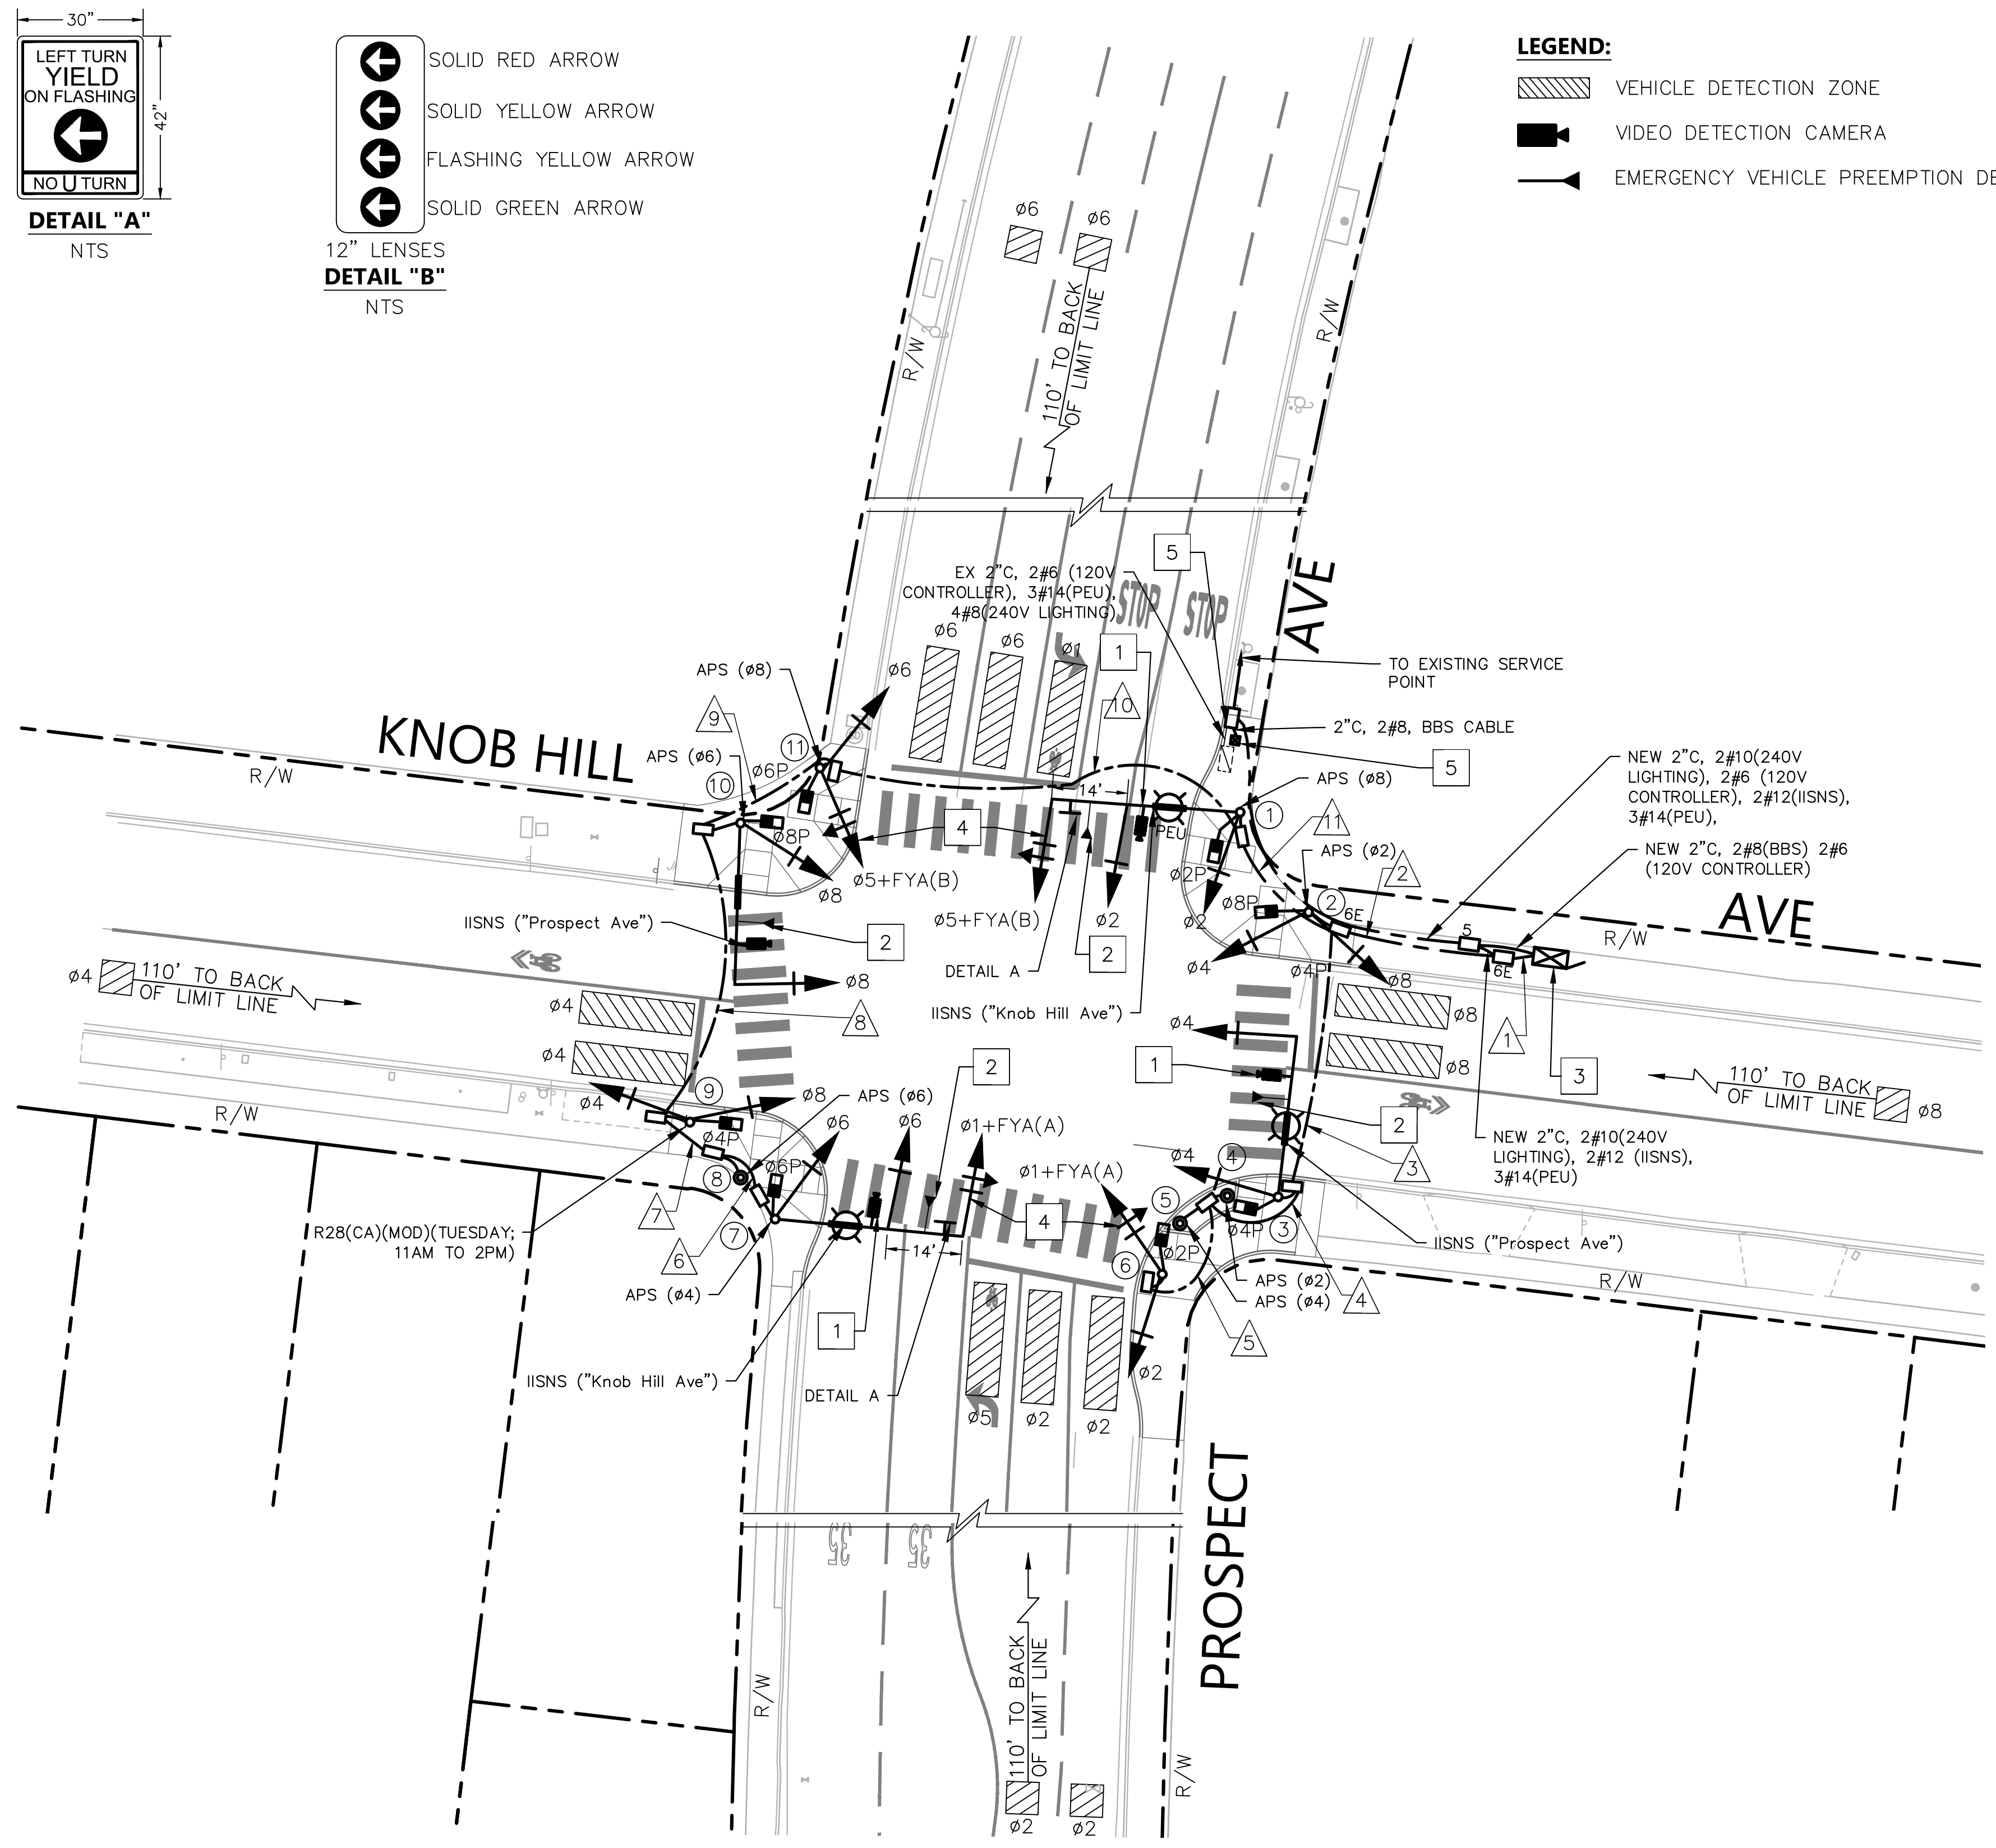 30"
LEFT TURN
YIELD
ON FLASHING
NO U TURN
42"
DETAIL "A"
NTS
SOLID RED ARROW
SOLID YELLOW ARROW
FLASHING YELLOW ARROW
SOLID GREEN ARROW
12" LENSES
DETAIL "B"
NTS
LEGEND:
VEHICLE DETECTION ZONE
VIDEO DETECTION CAMERA
EMERGENCY VEHICLE PREEMPTION DE
ø6
ø6
110' TO BACK
OF LIMIT LINE
R/W
R/W
5
EX 2"C, 2#6 (120V
CONTROLLER), 3#14(PEU),
4#8(240V LIGHTING)
STOP
STOP
AVE
ø6
ø6
ø1
1
10
TO EXISTING SERVICE
POINT
2"C, 2#8, BBS CABLE
5
APS (ø8)
ø6
9
KNOB HILL
R/W
APS (ø6)
ø6P
11
10
14'
PEU
APS (ø8)
1
11
APS (ø2)
NEW 2"C, 2#10(240V
LIGHTING), 2#6 (120V
CONTROLLER), 2#12(IISNS),
3#14(PEU),
NEW 2"C, 2#8(BBS) 2#6
(120V CONTROLLER)
2
ø8P
4
ø8
ø5+FYA(B)
ø5+FYA(B)
ø2
ø2P
ø2
ø8P
2
6E
5
6E
AVE
R/W
IISNS ("Prospect Ave")
2
2
ø4
ø4P
ø8
DETAIL A
IISNS ("Knob Hill Ave")
ø8
8
ø4
110' TO BACK
OF LIMIT LINE
ø4
ø4
ø4
1
ø8
ø8
1
3
110' TO BACK
OF LIMIT LINE
ø8
R/W
ø4
9
ø8
APS (ø6)
2
ø6
ø6
ø1+FYA(A)
ø4P
ø6P
8
7
7
6
ø1+FYA(A)
ø4
4
2
3
NEW 2"C, 2#10(240V
LIGHTING), 2#12 (IISNS),
3#14(PEU)
5
ø4P
3
ø2P
6
4
14'
R28(CA)(MOD)(TUESDAY;
11AM TO 2PM)
APS (ø4)
IISNS ("Prospect Ave")
APS (ø2)
APS (ø4)
4
5
R/W
1
IISNS ("Knob Hill Ave")
DETAIL A
ø2
ø5
ø2
ø2
35
35
PROSPECT
110' TO BACK
OF LIMIT LINE
R/W
R/W
ø2
ø2